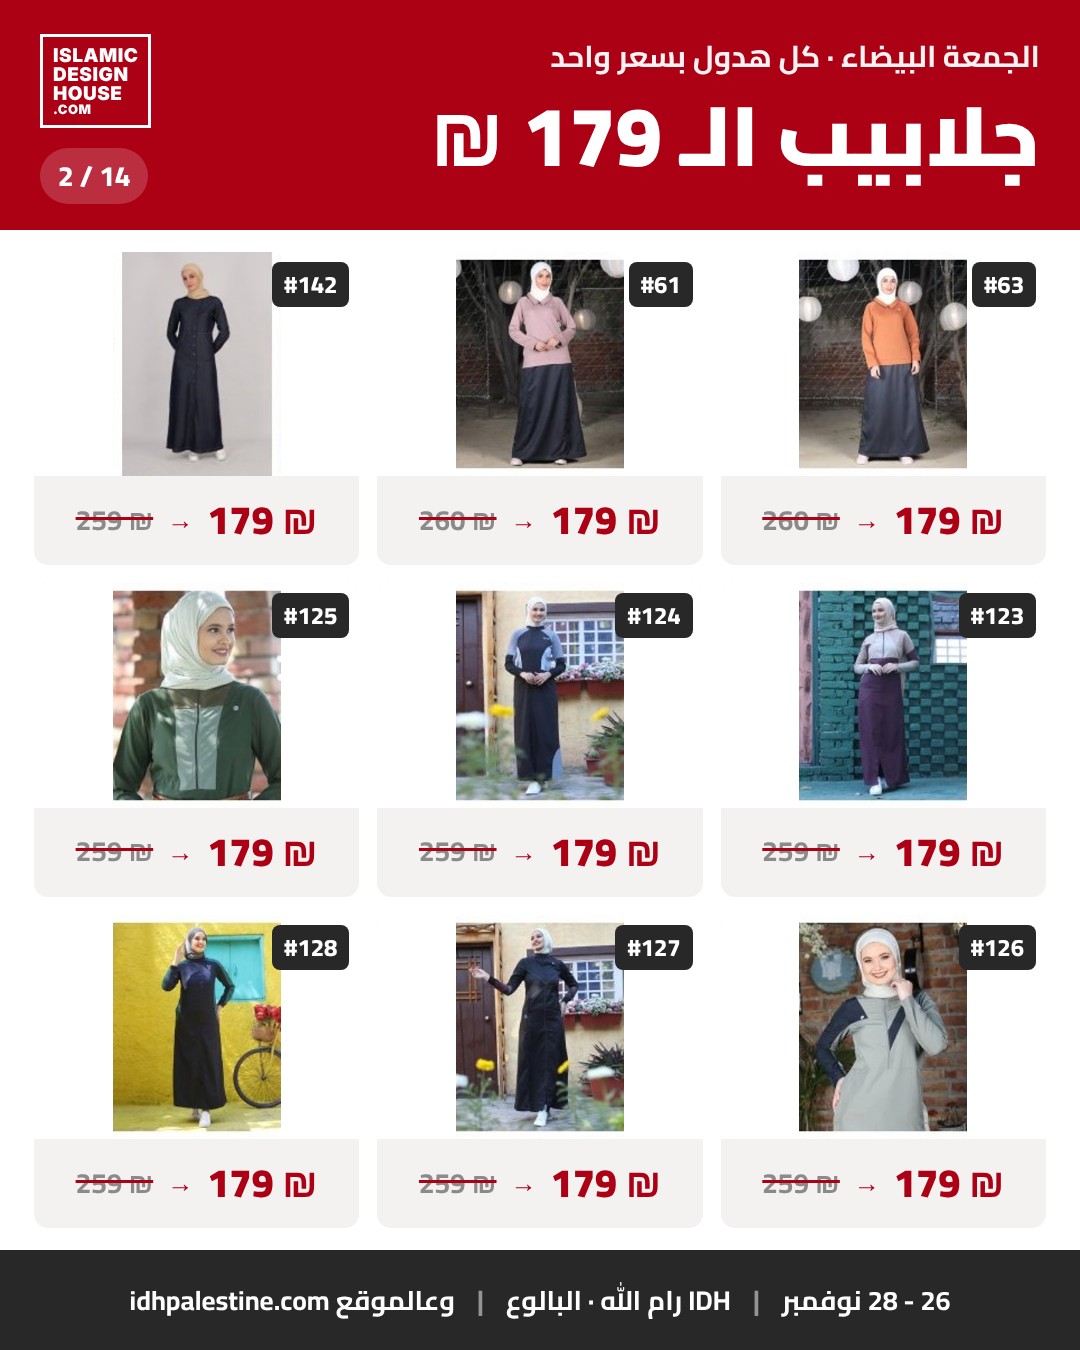 ISLAMIC
DESIGN
HOUSE
.COM
الجمعة البيضاء · كل هدول بسعر واحد
جلابيب الـ 179 ₪
2 / 14
#63
#61
#142
260 ₪ → 179 ₪
260 ₪ → 179 ₪
259 ₪ → 179 ₪
#123
#124
#125
259 ₪ → 179 ₪
259 ₪ → 179 ₪
259 ₪ → 179 ₪
#126
#127
#128
259 ₪ → 179 ₪
259 ₪ → 179 ₪
259 ₪ → 179 ₪
26 - 28 نوفمبر | IDH رام الله · البالوع | وعالموقع idhpalestine.com